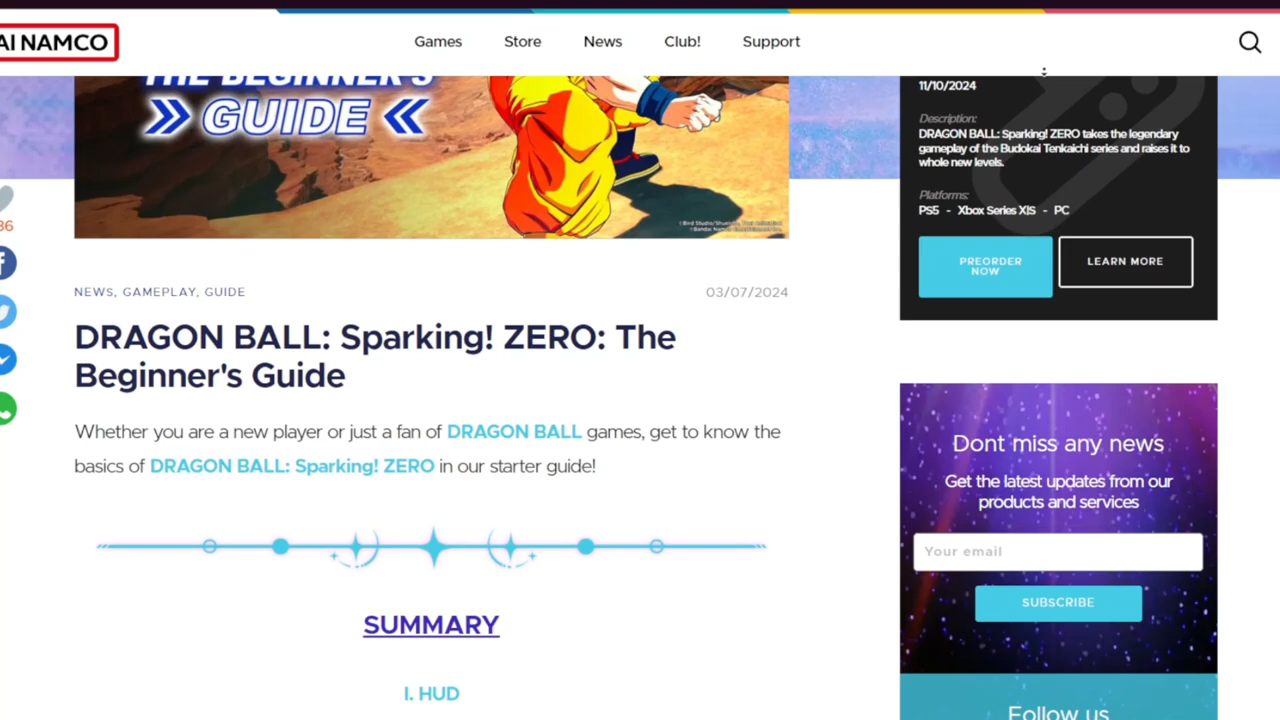 AI NAMCO
Games
Store
News
Club!
Support
THE BEGINNER'S
GUIDE
11/10/2024
Description:
DRAGON BALL: Sparking! ZERO takes the legendary
gameplay of the Budokai Tenkaichi series and raises it to
whole new levels.
Platforms:
PS5 - Xbox Series X|S - PC
PREORDER
NOW
LEARN MORE
NEWS, GAMEPLAY, GUIDE
03/07/2024
DRAGON BALL: Sparking! ZERO: The
Beginner's Guide
Whether you are a new player or just a fan of DRAGON BALL games, get to know the
basics of DRAGON BALL: Sparking! ZERO in our starter guide!
SUMMARY
I. HUD
Dont miss any news
Get the latest updates from our
products and services
Your email
SUBSCRIBE
Follow us